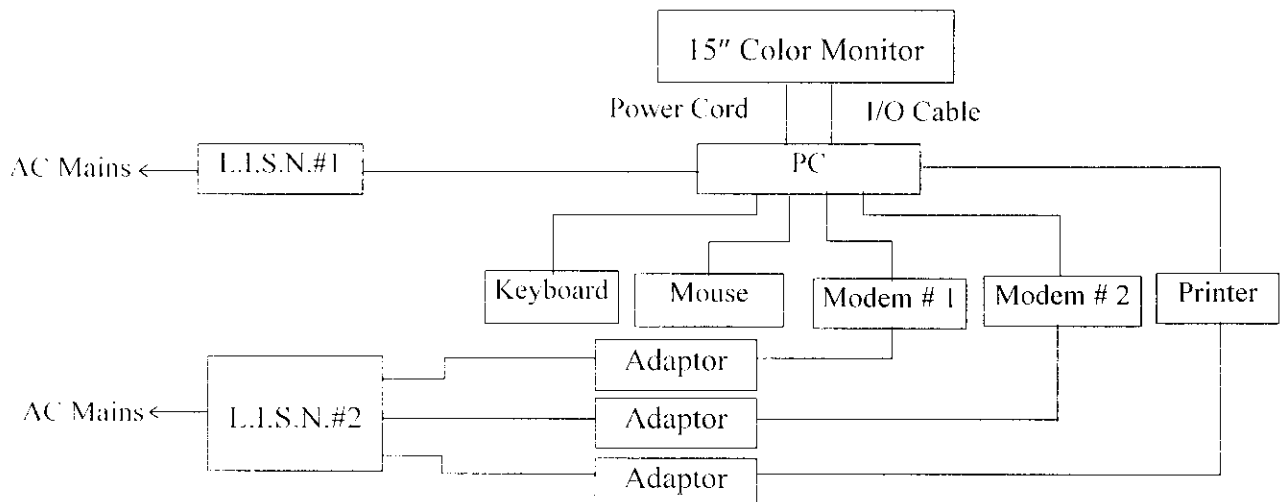 15" Color Monitor
Power Cord
I/O Cable
AC Mains
L.I.S.N.#1
PC
Keyboard
Mouse
Modem # 1
Modem # 2
Printer
Adaptor
AC Mains
L.I.S.N.#2
Adaptor
Adaptor